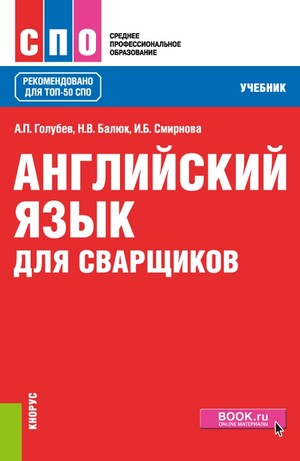 СПО
СРЕДНЕЕ
ПРОФЕССИОНАЛЬНОЕ
ОБРАЗОВАНИЕ
РЕКОМЕНДОВАНО
ДЛЯ ТОП-50 СПО
УЧЕБНИК
А.П. Голубев, Н.В. Балюк, И.Б. Смирнова
АНГЛИЙСКИЙ
ЯЗЫК
ДЛЯ СВАРЩИКОВ
КНОРУС
BOOK.ru
ONLINE МАТЕРИАЛЫ